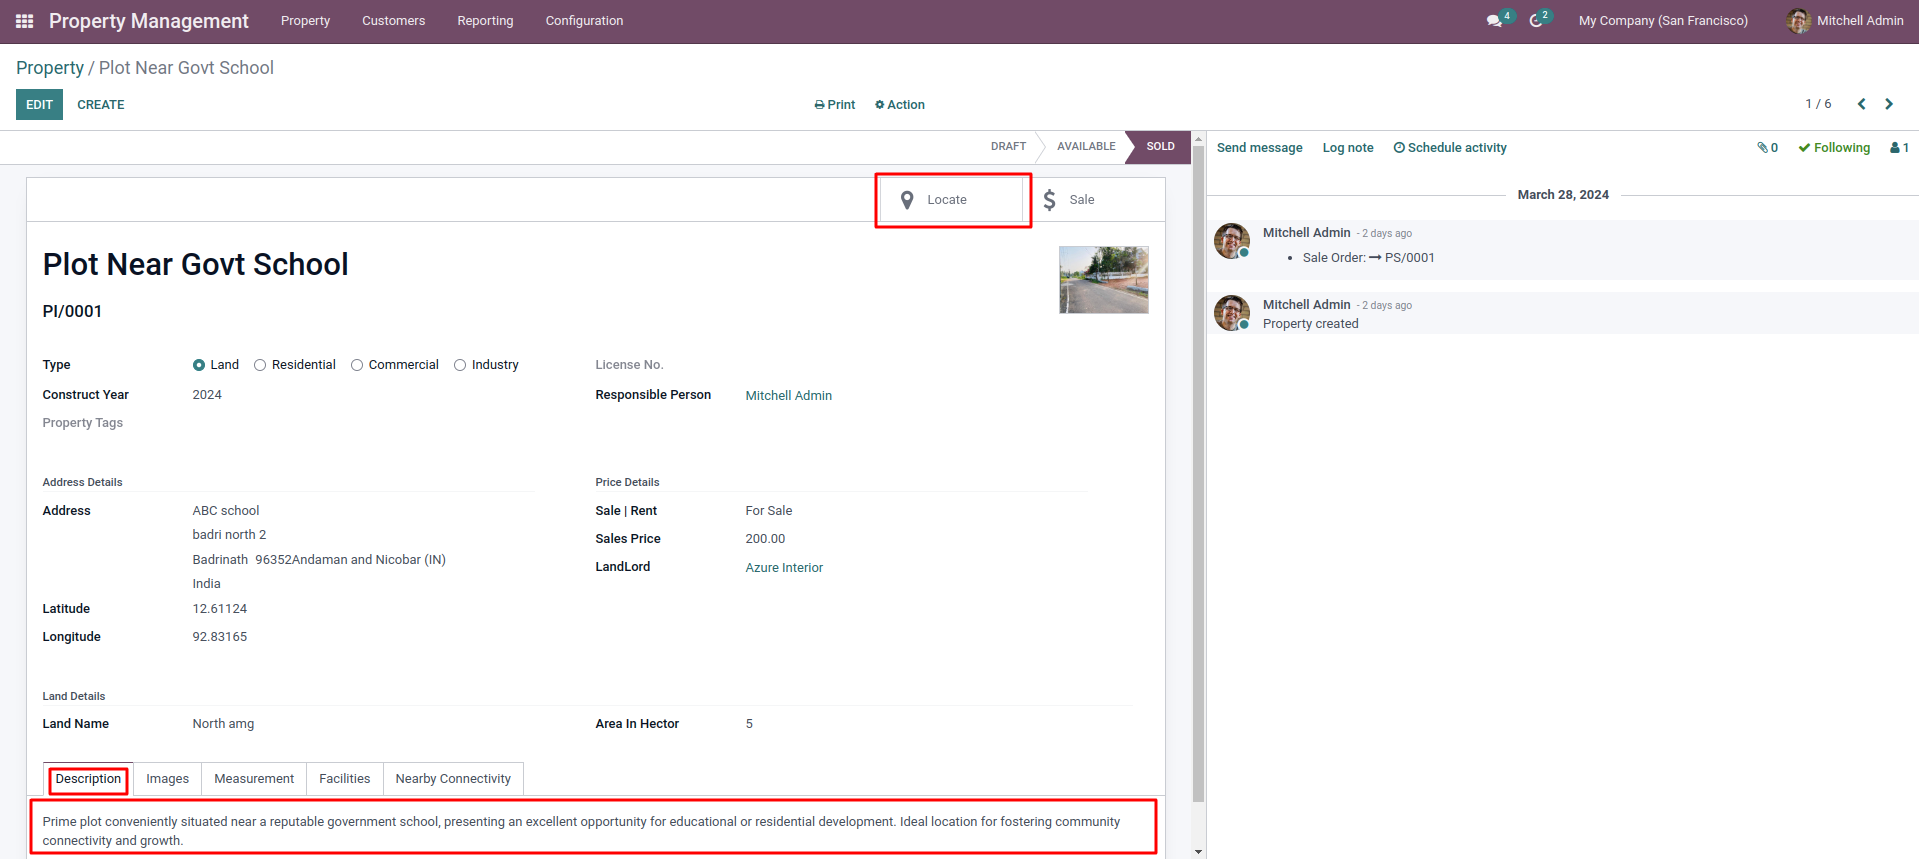 Property Management Property Customers Reporting Configuration 4 2 My Company (San Francisco) Mitchell Admin
Property / Plot Near Govt School
EDIT CREATE Print Action 1 / 6
DRAFT AVAILABLE SOLD
Send message Log note Schedule activity 0 Following 1
Locate Sale
March 28, 2024
Plot Near Govt School
PI/0001
Mitchell Admin - 2 days ago
• Sale Order: → PS/0001
Mitchell Admin - 2 days ago
Property created
Type Land Residential Commercial Industry
License No.
Construct Year 2024
Responsible Person Mitchell Admin
Property Tags
Address Details
Address ABC school
badri north 2
Badrinath 96352Andaman and Nicobar (IN)
India
Latitude 12.61124
Longitude 92.83165
Price Details
Sale | Rent For Sale
Sales Price 200.00
LandLord Azure Interior
Land Details
Land Name North amg
Area In Hector 5
Description Images Measurement Facilities Nearby Connectivity
Prime plot conveniently situated near a reputable government school, presenting an excellent opportunity for educational or residential development. Ideal location for fostering community
connectivity and growth.